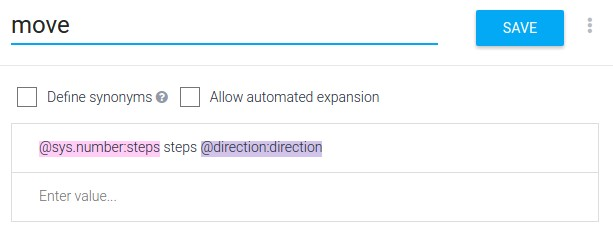 move
SAVE
Define synonyms ? Allow automated expansion
@sys.number:steps steps @direction:direction
Enter value...